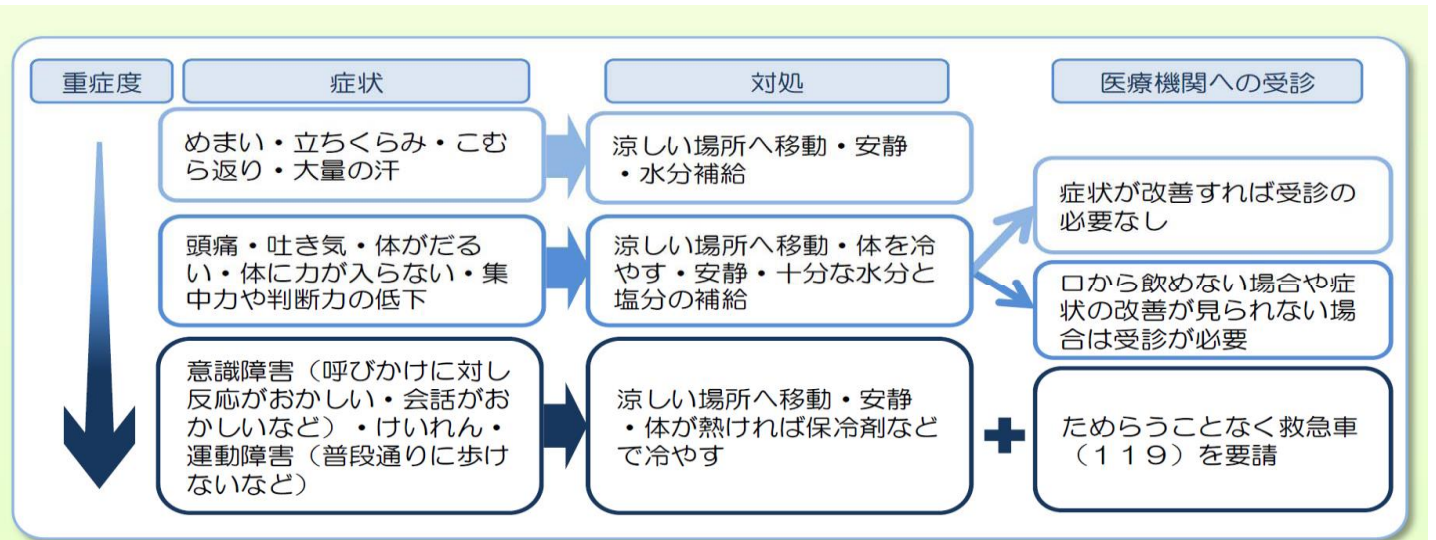 重症度
症状
対処
医療機関への受診
めまい・立ちくらみ・こむ
ら返り・大量の汗
涼しい場所へ移動・安静
・水分補給
症状が改善すれば受診の
必要なし
頭痛・吐き気・体がだる
い・体に力が入らない・集
中力や判断力の低下
涼しい場所へ移動・体を冷
やす・安静・十分な水分と
塩分の補給
口から飲めない場合や症
状の改善が見られない場
合は受診が必要
意識障害（呼びかけに対し
反応がおかしい・会話がお
かしいなど）・けいれん・
運動障害（普段通りに歩け
ないなど）
涼しい場所へ移動・安静
・体が熱ければ保冷剤など
で冷やす
ためらうことなく救急車
（１１９）を要請